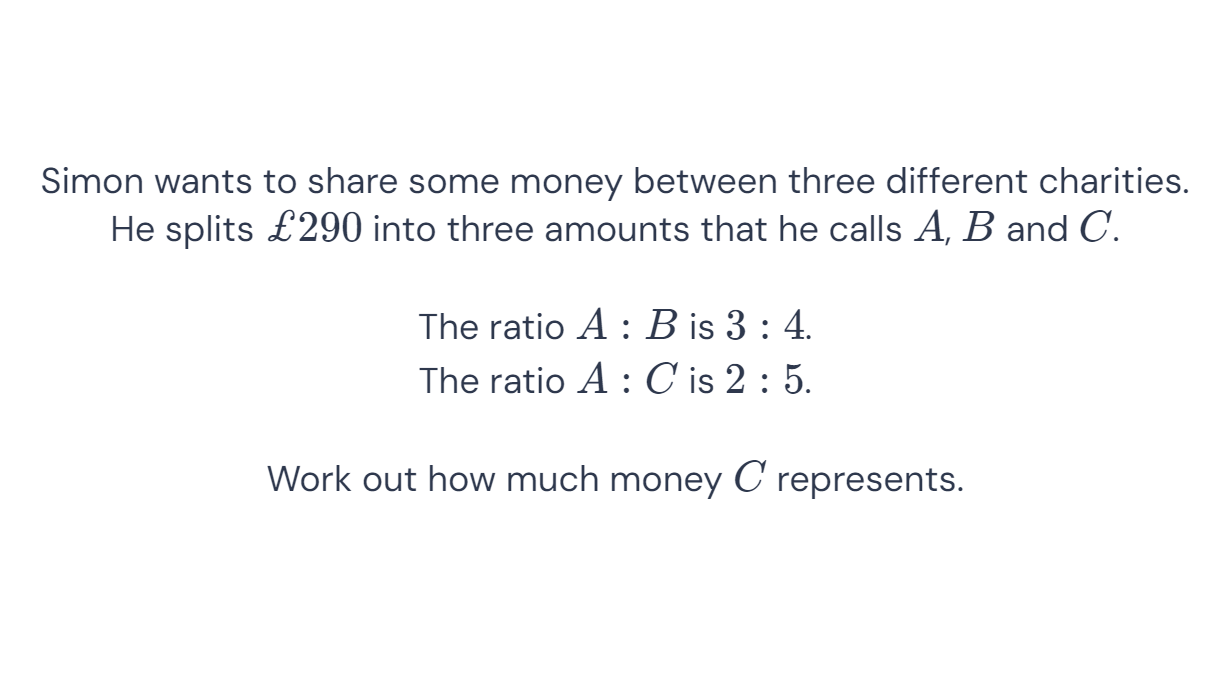 Simon wants to share some money between three different charities.
He splits £290 into three amounts that he calls A, B and C.
The ratio A : B is 3 : 4.
The ratio A : C is 2 : 5.
Work out how much money C represents.